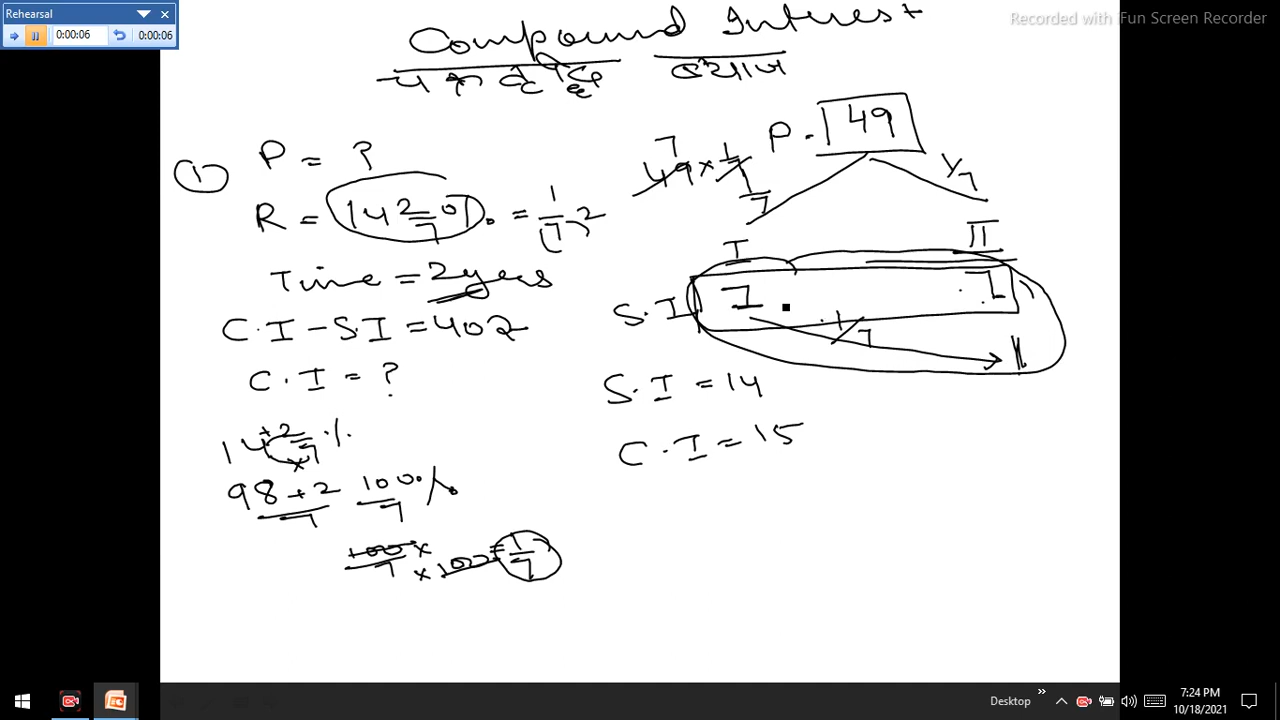 Rehearsal
0:00:06 0:00:06
Recorded with iFun Screen Recorder
Compound Interest
चक्रवृद्धि ब्याज
① P = ?
R = 14 2/7 % = 1/7
Time = 2 years
C.I - S.I = 40
C.I = ?
14 2/7 %
98+2/7 100/7 %
100/7 × 100 = 1/7
P - 49
7
49 × 1/7
1/7 1/7
I II
S.I
1/7
S.I = 14
C.I = 15
Desktop
7:24 PM
10/18/2021